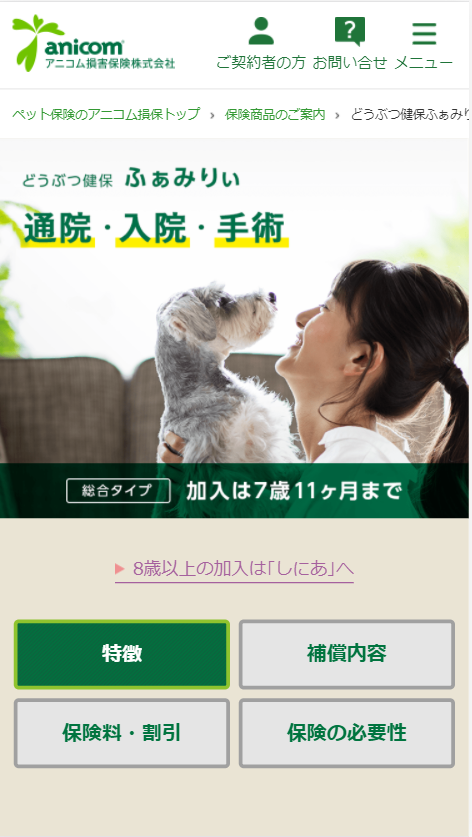 anicom
アニコム損害保険株式会社
ご契約者の方 お問い合せ メニュー
ペット保険のアニコム損保トップ › 保険商品のご案内 › どうぶつ健保ふぁみり
どうぶつ健保 ふぁみりぃ
通院・入院・手術
総合タイプ 加入は7歳11ヶ月まで
8歳以上の加入は「しにあ」へ
特徴 補償内容
保険料・割引 保険の必要性